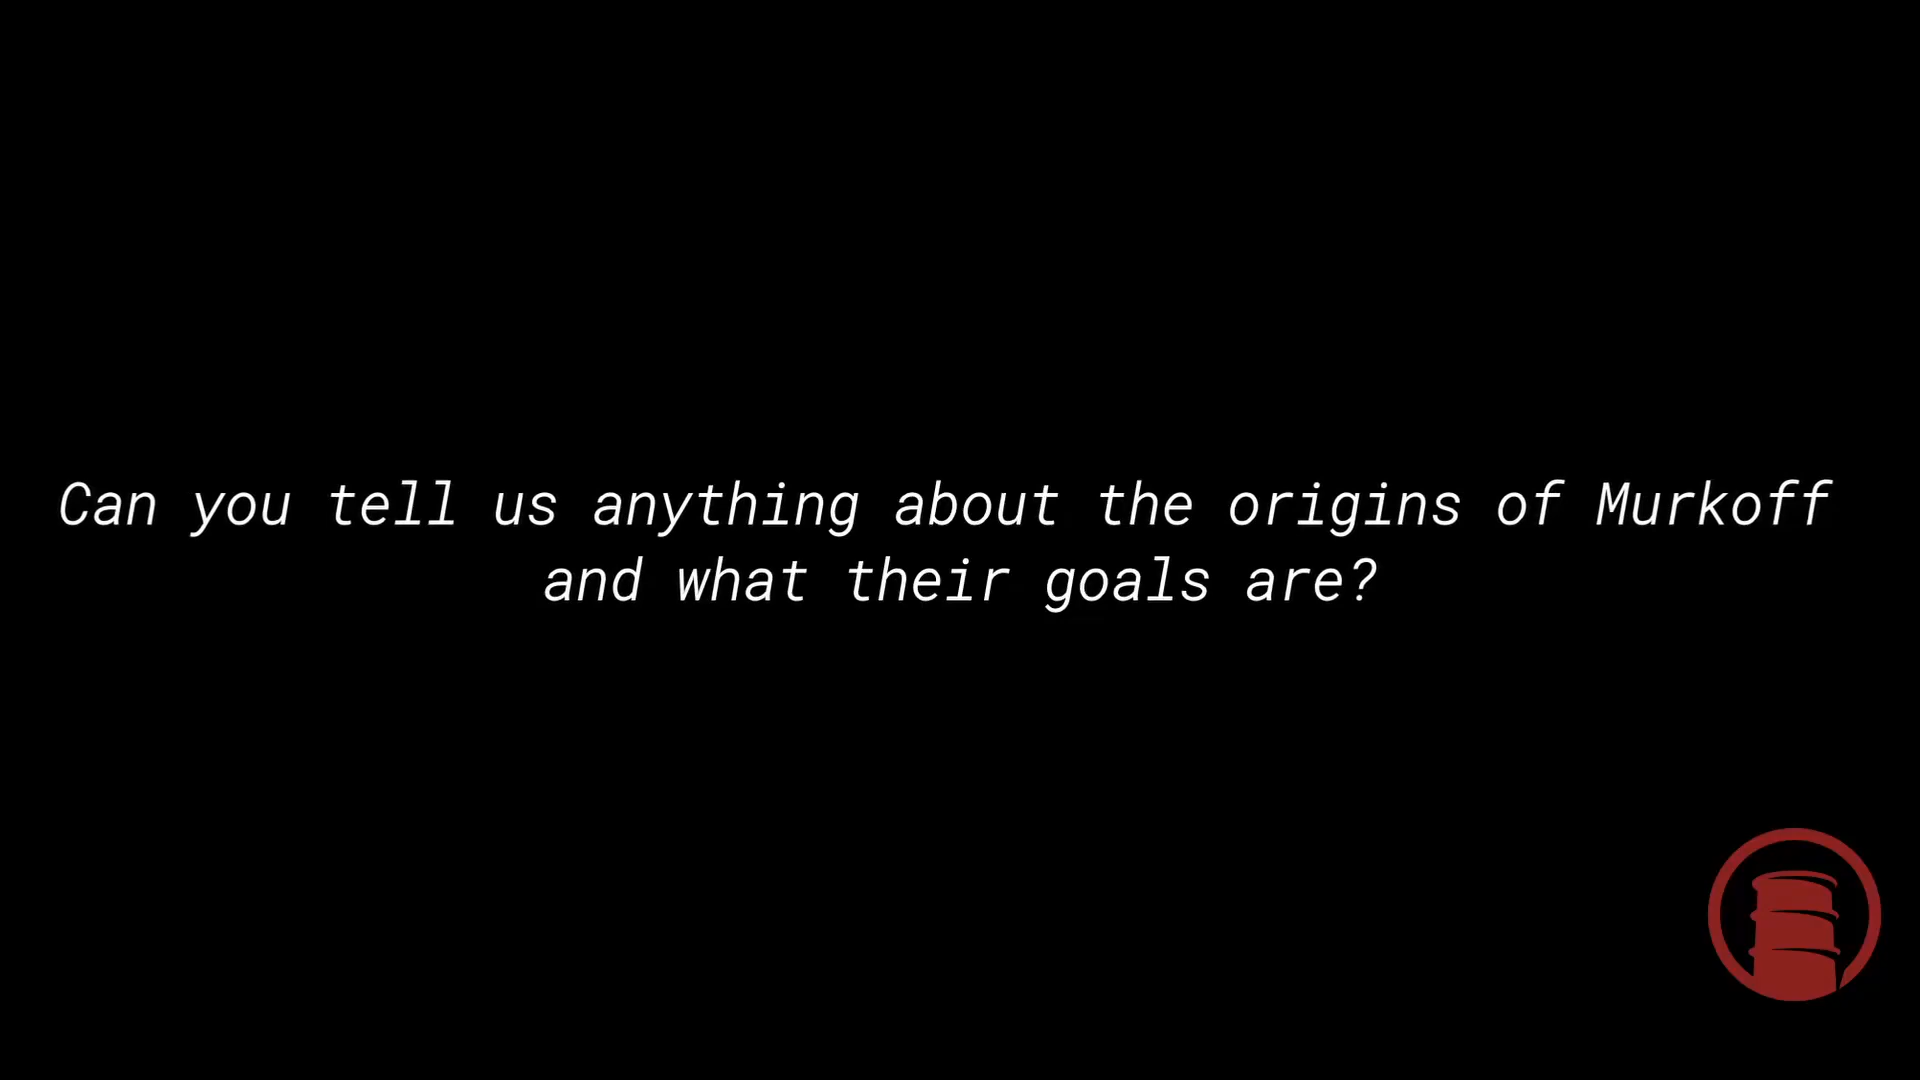 Can you tell us anything about the origins of Murkoff
and what their goals are?